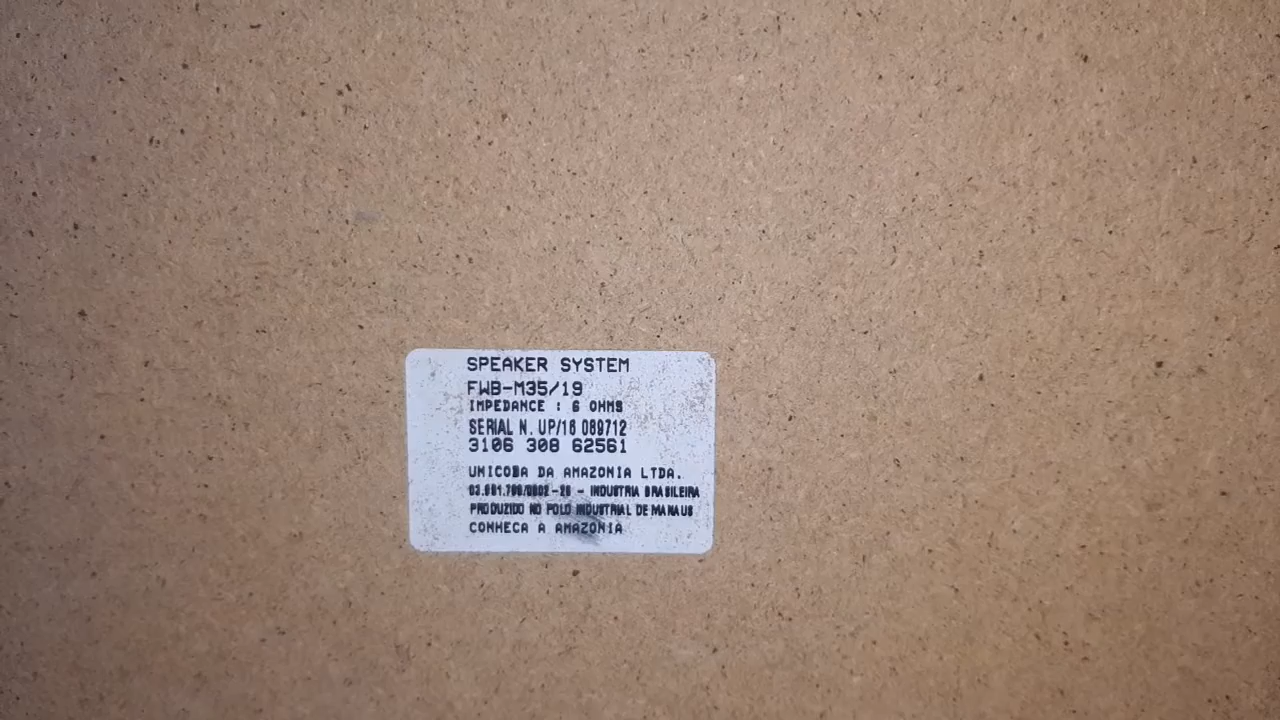 SPEAKER SYSTEM
FWB-M35/19
IMPEDANCE : 6 OHMS
SERIAL N. UP/16 089712
3106 308 62561
UNICOBA DA AMAZONIA LTDA.
- INDUSTRIA BRASILEIRA
PRODUZIDO NO POLO INDUSTRIAL DE MANAUS
CONHECA A AMAZONIA